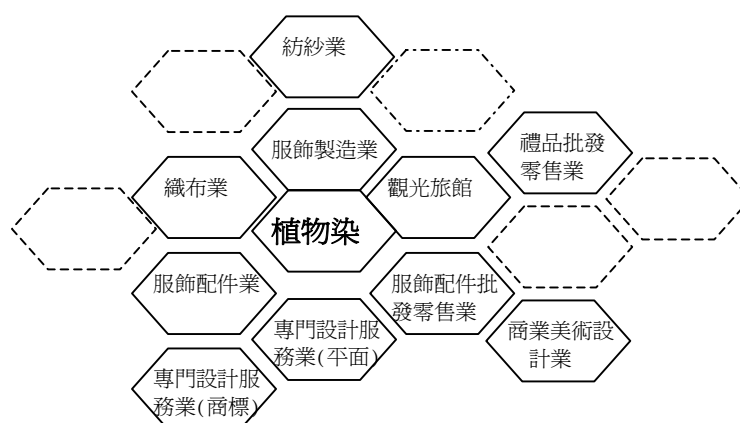 紡紗業
服飾製造業
禮品批發
零售業
織布業
觀光旅館
植物染
服飾配件業
服飾配件批
發零售業
專門設計服
務業(平面)
商業美術設
計業
專門設計服
務業(商標)